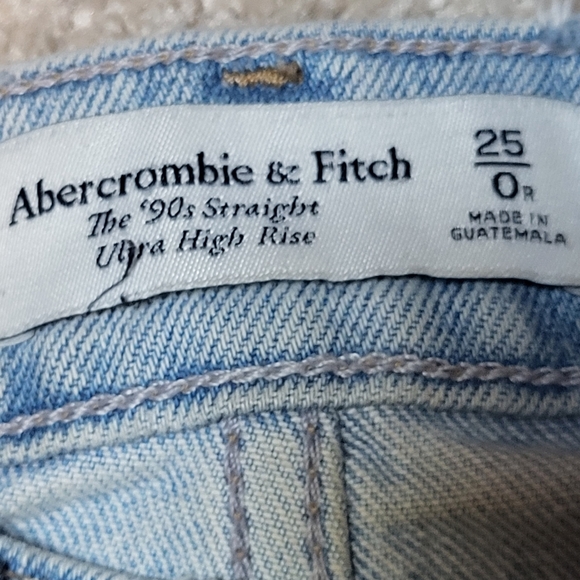 Abercrombie & Fitch
The '90s Straight
Ultra High Rise
25
0R
MADE IN
GUATEMALA